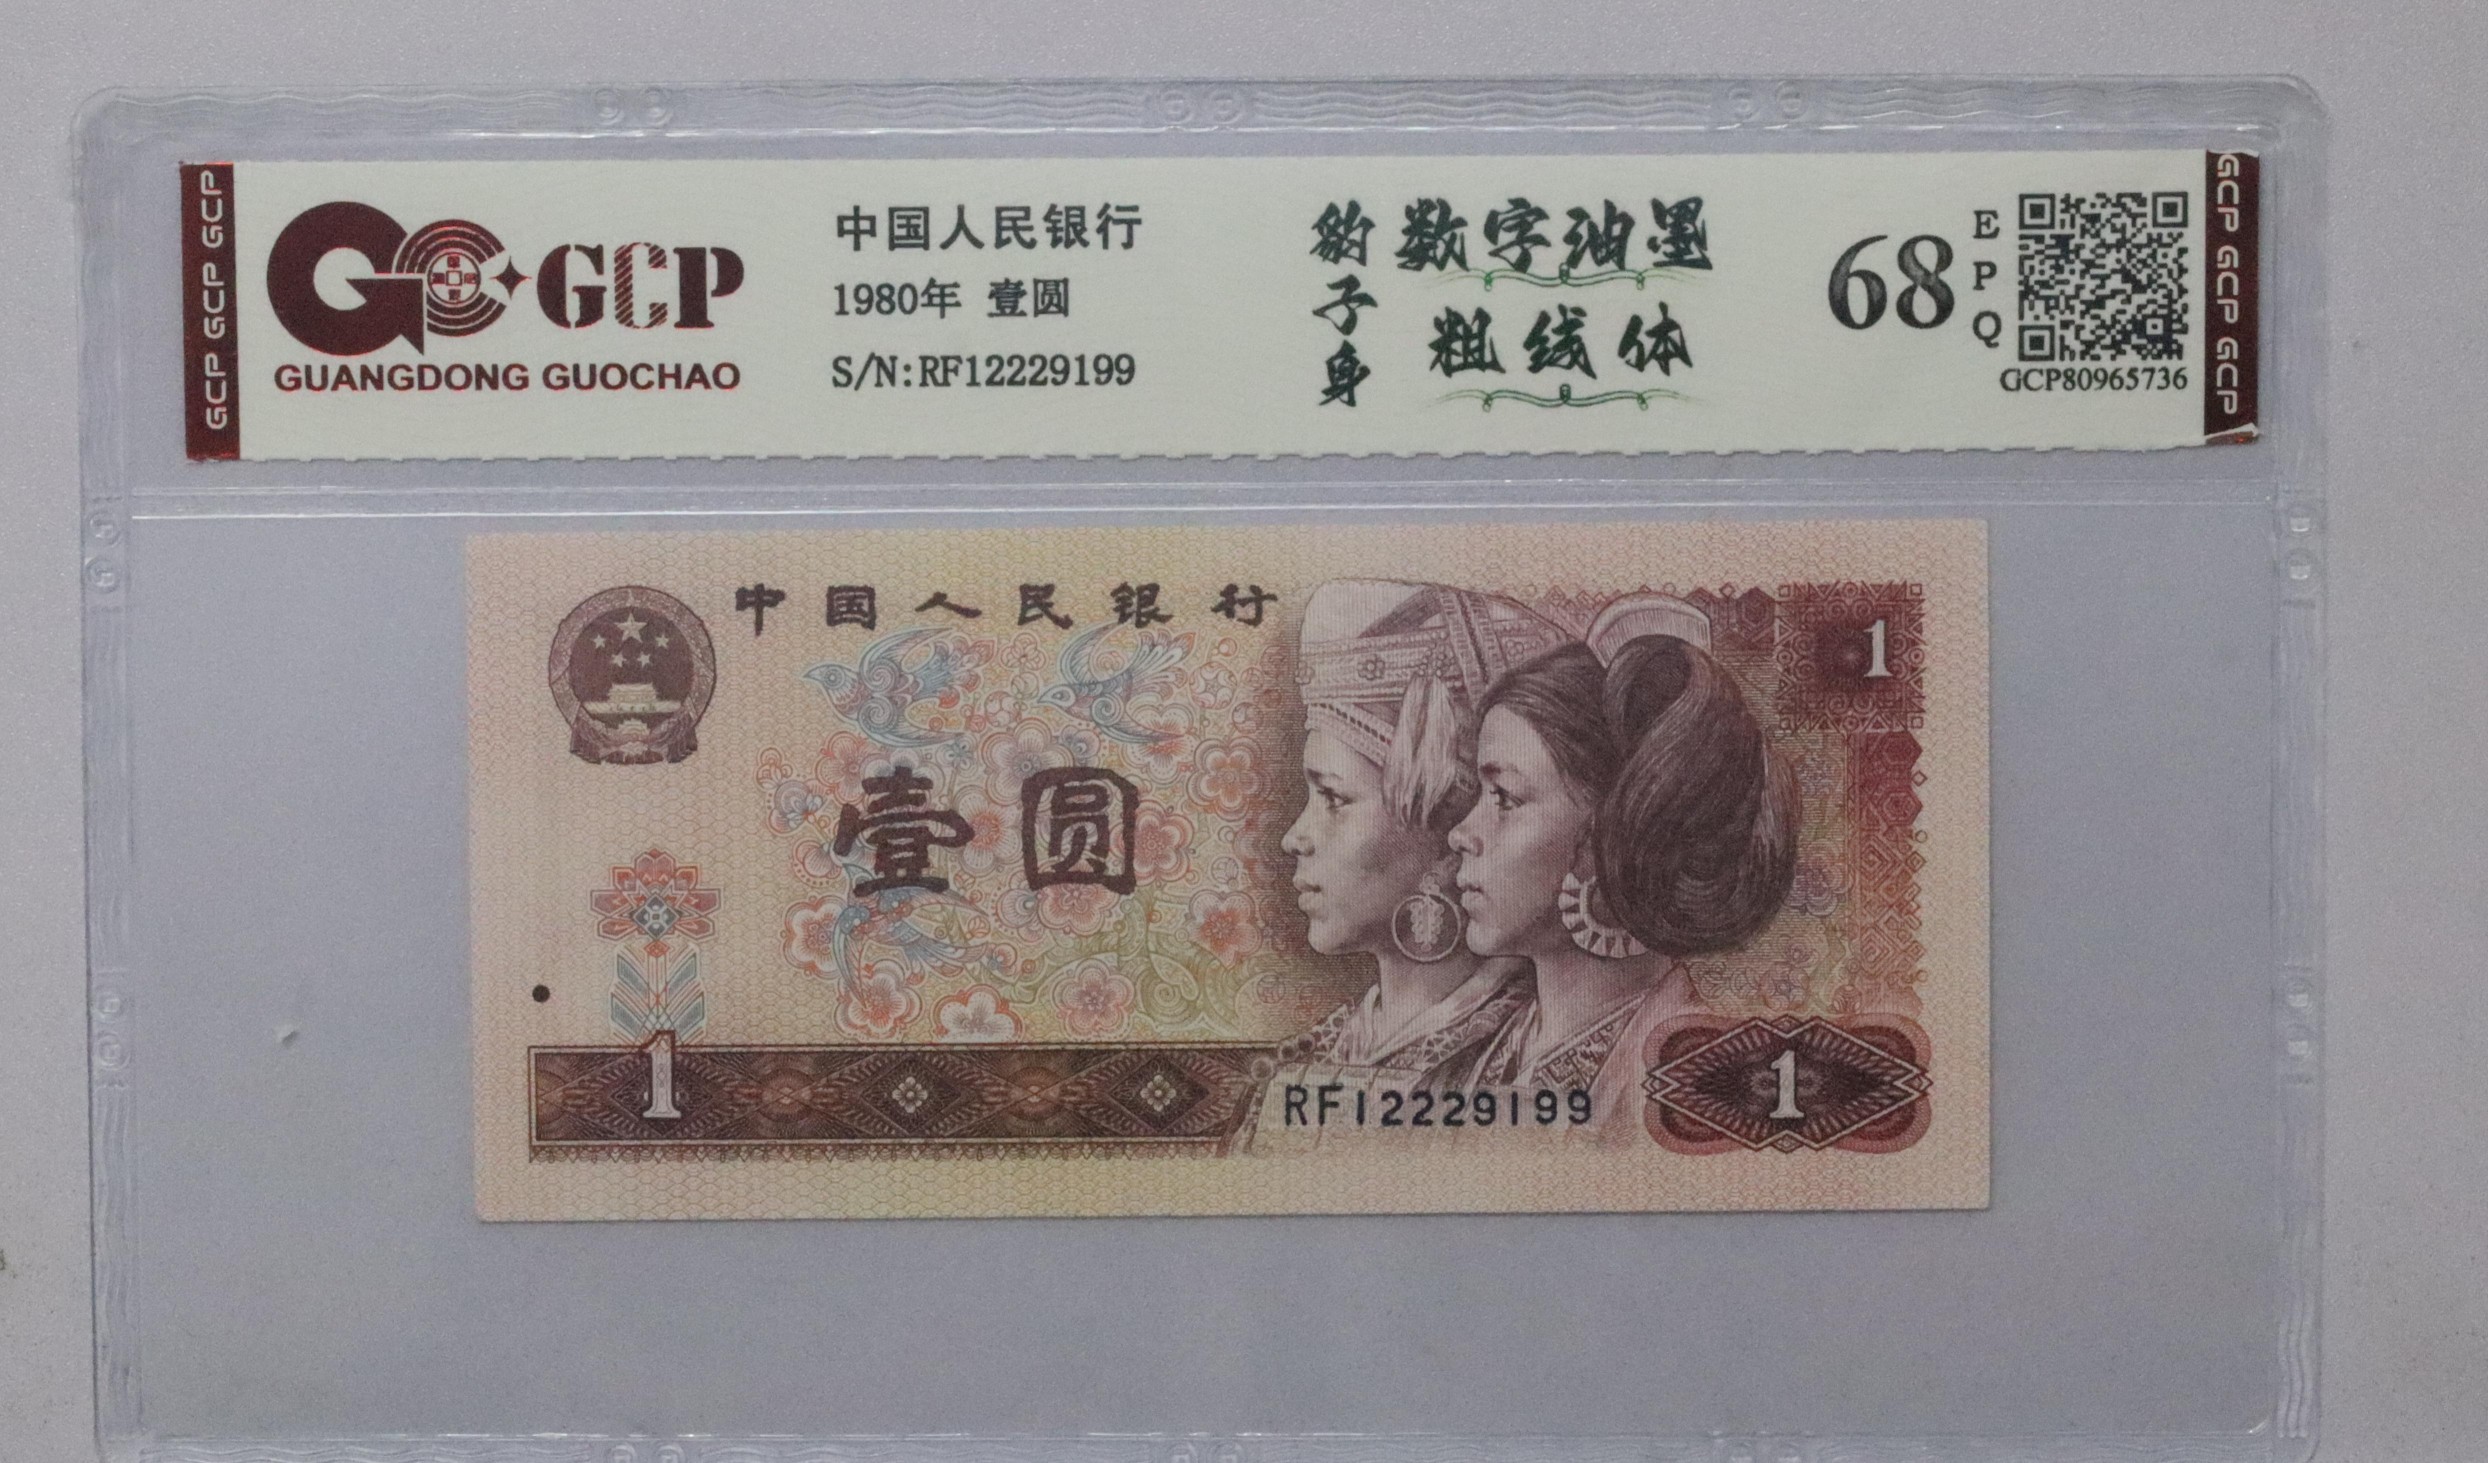 GCP GCP GCP
GCP
GUANGDONG GUOCHAO
中国人民银行
1980年 壹圆
S/N:RF12229199
豹子身
数字油墨
粗线体
68
EPQ
GCP80965736
GCP GCP GCP
中国人民银行
1
壹圆
1
RF12229199
1